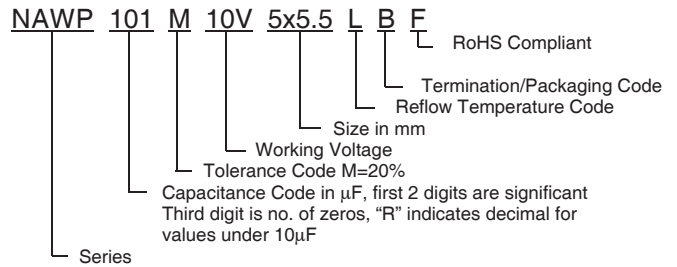 NAWP 101 M 10V 5x5.5 L B F
RoHS Compliant
Termination/Packaging Code
Reflow Temperature Code
Size in mm
Working Voltage
Tolerance Code M=20%
Capacitance Code in μF, first 2 digits are significant
Third digit is no. of zeros, “R” indicates decimal for
values under 10μF
Series